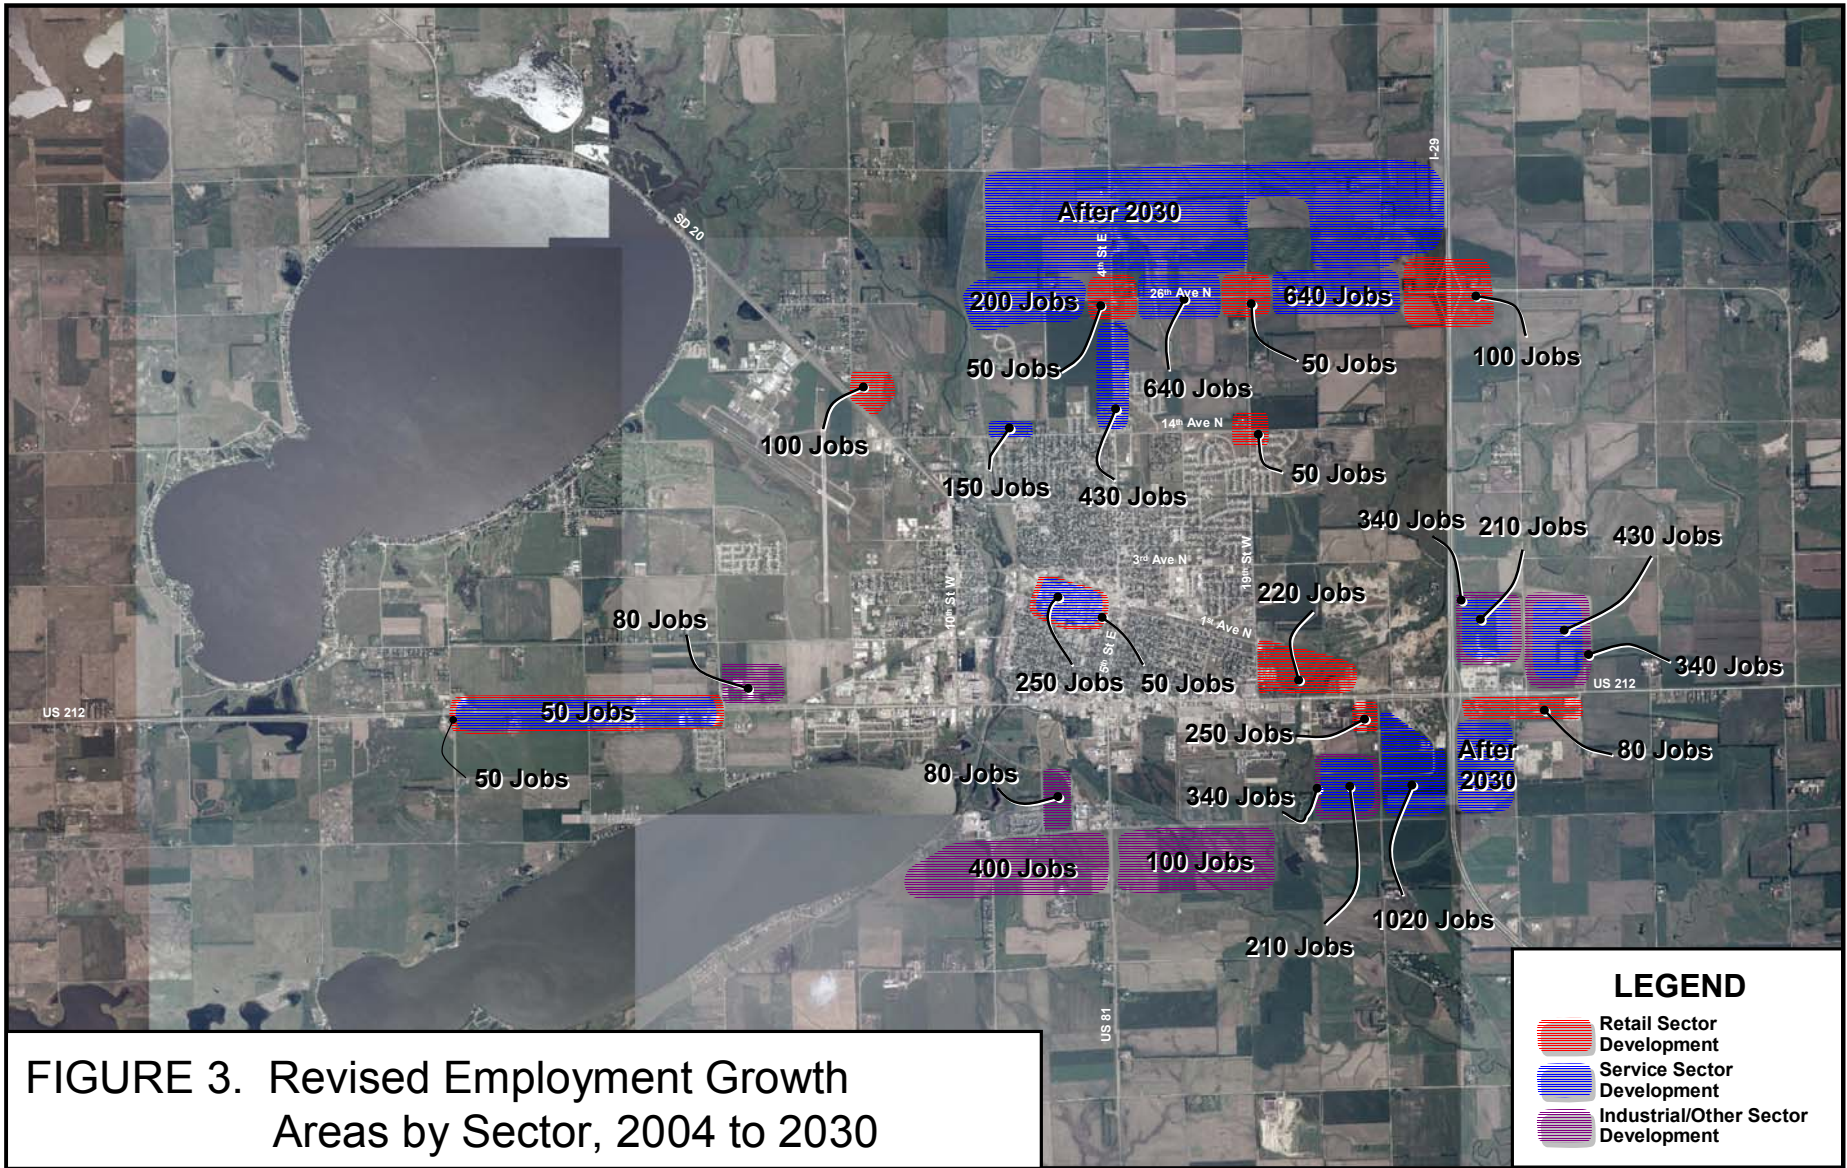 I-29
After 2030
SD 20
4th St E
200 Jobs
26th Ave N
640 Jobs
50 Jobs
640 Jobs
50 Jobs
100 Jobs
100 Jobs
14th Ave N
150 Jobs
430 Jobs
50 Jobs
340 Jobs
210 Jobs
430 Jobs
3rd Ave N
19th St W
10th St W
220 Jobs
80 Jobs
1st Ave N
5th St E
250 Jobs
50 Jobs
340 Jobs
US 212
US 212
50 Jobs
250 Jobs
After
2030
80 Jobs
50 Jobs
80 Jobs
340 Jobs
400 Jobs
100 Jobs
1020 Jobs
210 Jobs
US 81
LEGEND
Retail Sector
Development
Service Sector
Development
Industrial/Other Sector
Development
FIGURE 3. Revised Employment Growth
Areas by Sector, 2004 to 2030